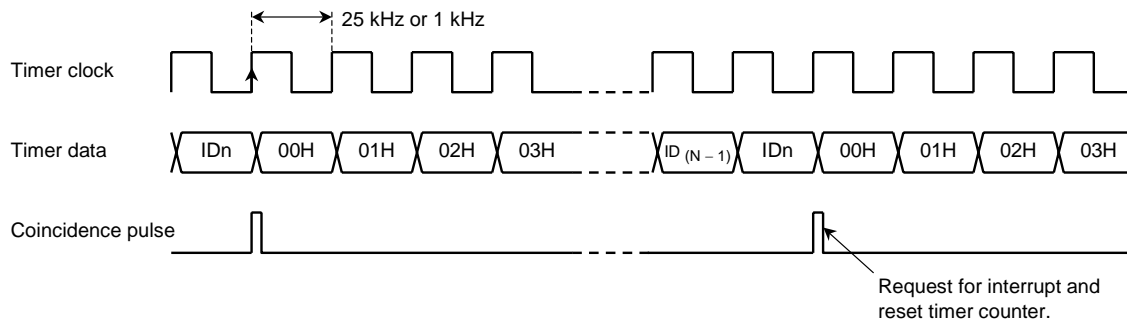 25 kHz or 1 kHz
Timer clock
Timer data IDn 00H 01H 02H 03H ID (N – 1) IDn 00H 01H 02H 03H
Coincidence pulse
Request for interrupt and
reset timer counter.